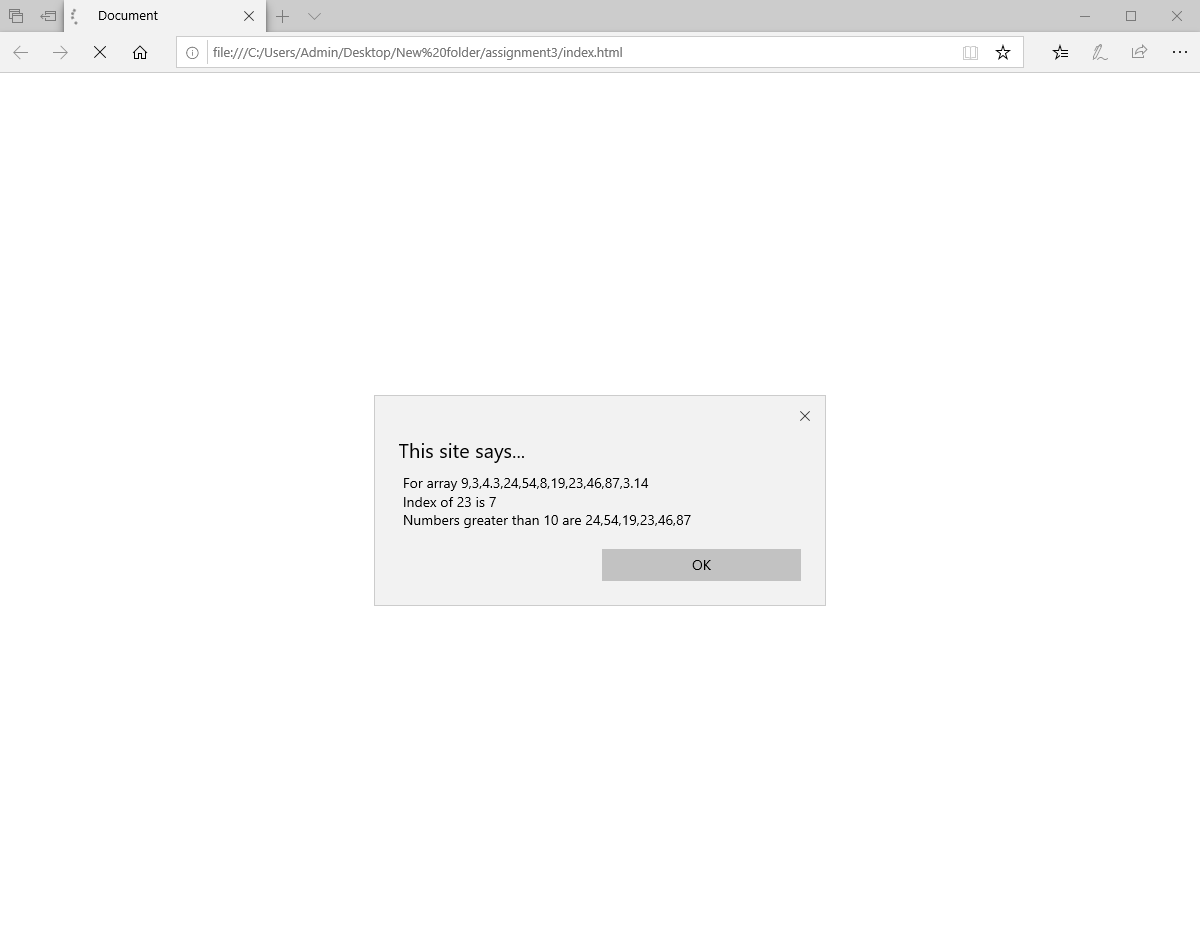 Document
file:///C:/Users/Admin/Desktop/New%20folder/assignment3/index.html
This site says...
For array 9,3,4.3,24,54,8,19,23,46,87,3.14
Index of 23 is 7
Numbers greater than 10 are 24,54,19,23,46,87
OK